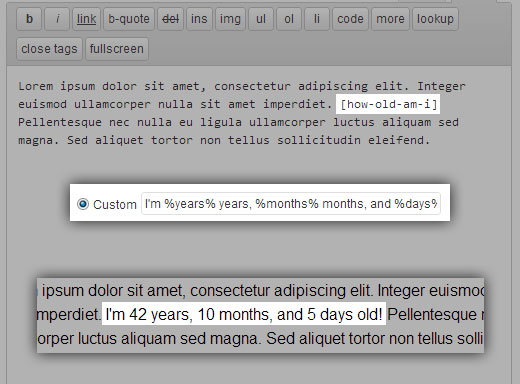 b i link b-quote del ins img ul ol li code more lookup
close tags fullscreen
Lorem ipsum dolor sit amet, consectetur adipiscing elit. Integer
euismod ullamcorper nulla sit amet imperdiet. [how-old-am-i]
Pellentesque nec nulla eu ligula ullamcorper luctus aliquam sed
magna. Sed aliquet tortor non tellus sollicitudin eleifend.
Custom I'm %years% years, %months% months, and %days%
ipsum dolor sit amet, consectetur adipiscing elit. Integer euismod
mperdiet. I'm 42 years, 10 months, and 5 days old! Pellentesque
orper luctus aliquam sed magna. Sed aliquet tortor non tellus solli